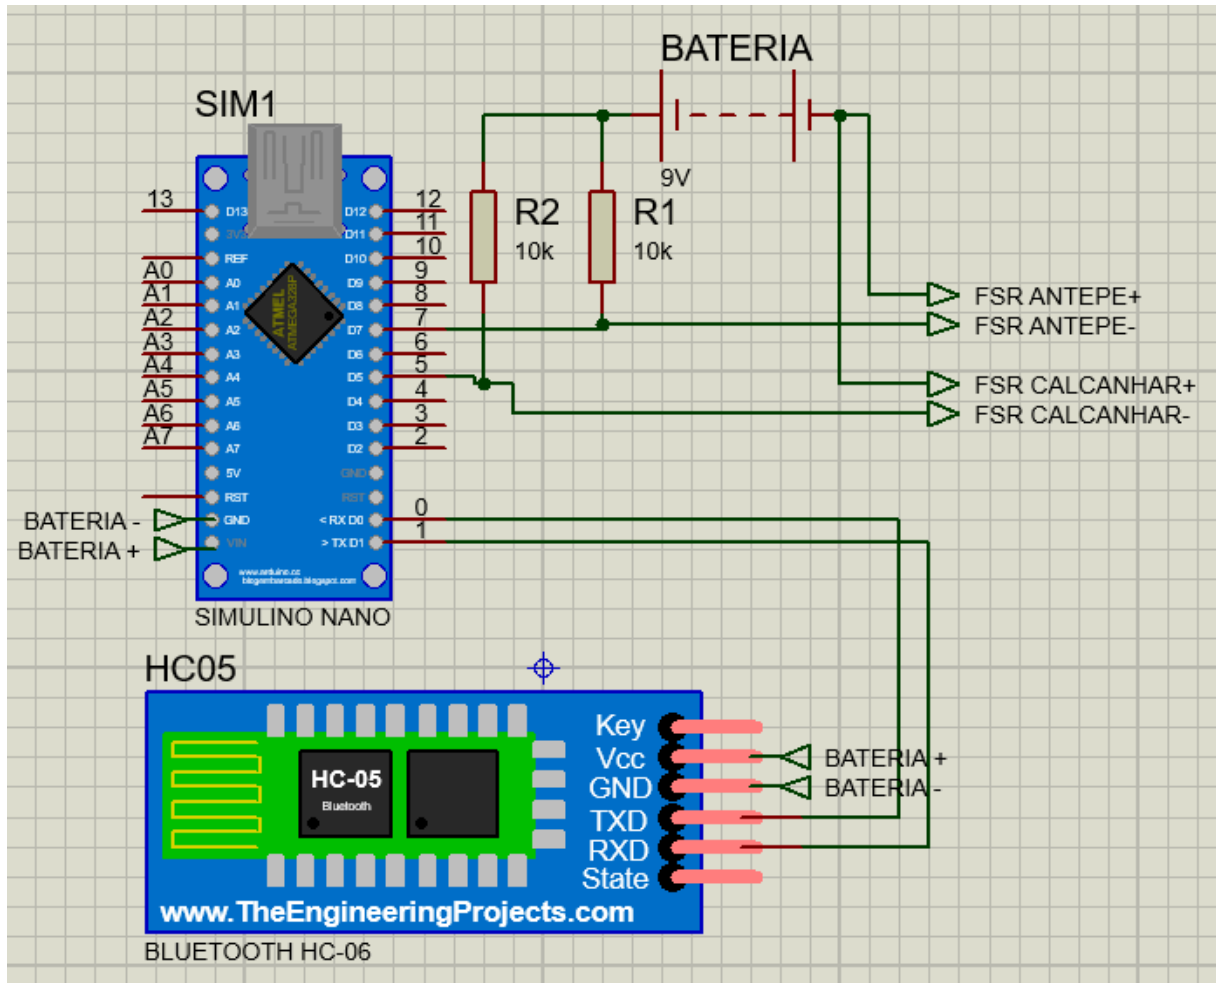 BATERIA
SIM1
9V
R2
R1
10k
10k
13
A0
A1
A2
A3
A4
A5
A6
A7
D13
3V3
REF
A0
A1
A2
A3
A4
A5
A6
A7
5V
RST
GND
VIN
ATMEL
ATMEGA328P
D12
D11
D10
D9
D8
D7
D6
D5
D4
D3
D2
GND
RST
< RX D0
> TX D1
12
11
10
9
8
7
6
5
4
3
2
0
1
FSR ANTEPE+
FSR ANTEPE-
FSR CALCANHAR+
FSR CALCANHAR-
BATERIA -
BATERIA +
www.arduino.cc
blogembarcado.blogspot.com
SIMULINO NANO
HC05
HC-05
Bluetooth
Key
Vcc
GND
TXD
RXD
State
BATERIA +
BATERIA -
www.TheEngineeringProjects.com
BLUETOOTH HC-06